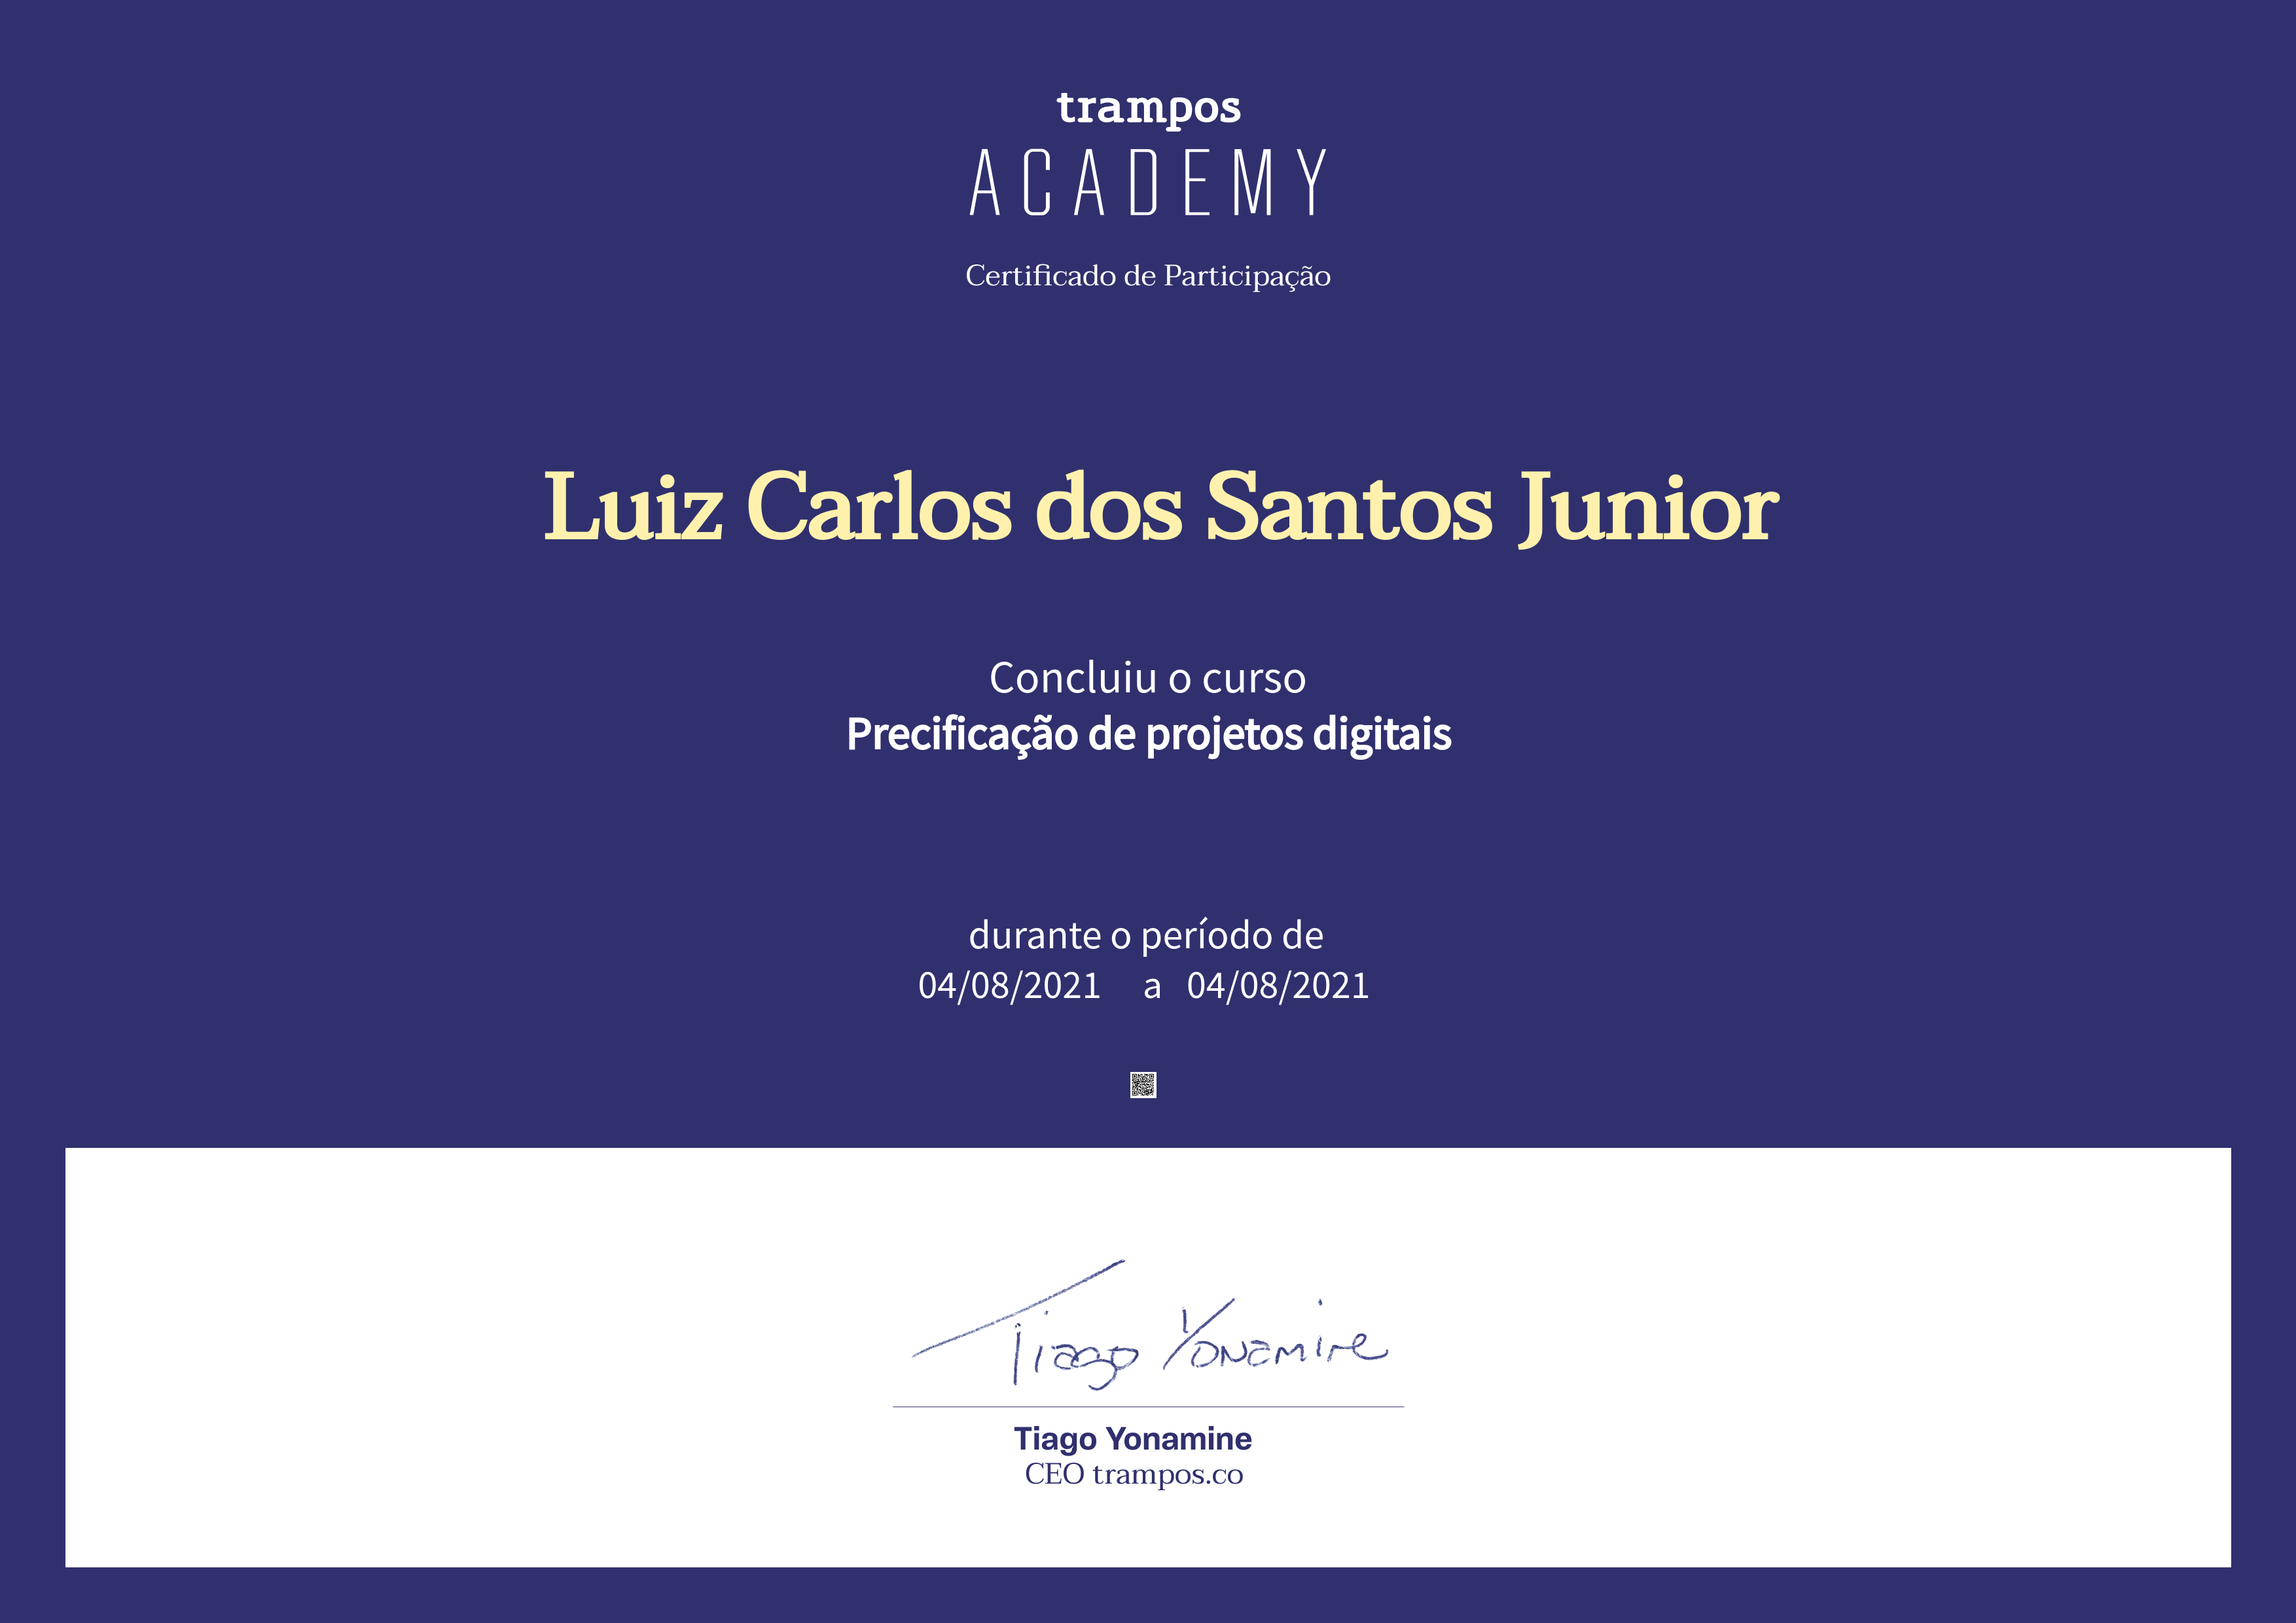 trampos
ACADEMY
Certificado de Participação
Luiz Carlos dos Santos Junior
Concluiu o curso
Precificação de projetos digitais
durante o período de
04/08/2021 a 04/08/2021
Tiago Yonamine
Tiago Yonamine
CEO trampos.co